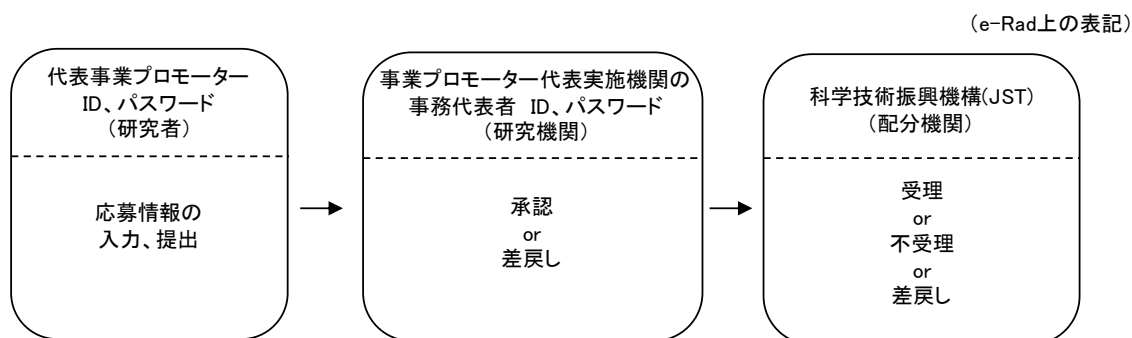 (e-Rad上の表記)
代表事業プロモーター
ID、パスワード
(研究者)
応募情報の
入力、提出
事業プロモーター代表実施機関の
事務代表者 ID、パスワード
(研究機関)
承認
or
差戻し
科学技術振興機構(JST)
(配分機関)
受理
or
不受理
or
差戻し